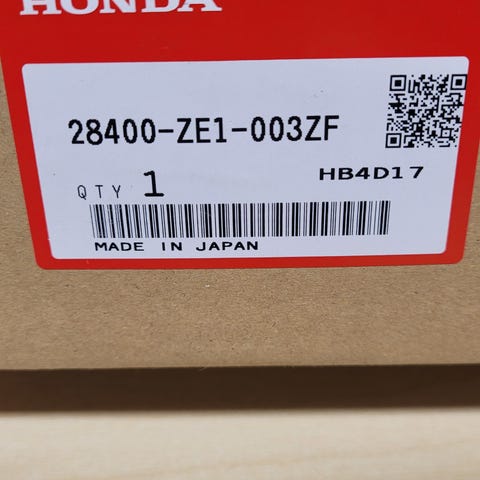 HONDA
28400-ZE1-003ZF
HB4D17
QTY 1
MADE IN JAPAN